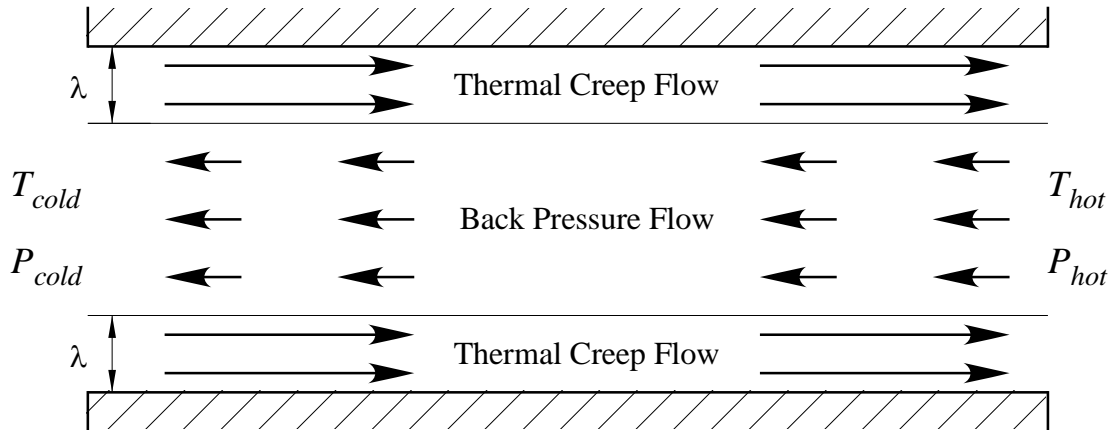 λ
Thermal Creep Flow
T_cold
T_hot
Back Pressure Flow
P_cold
P_hot
λ
Thermal Creep Flow